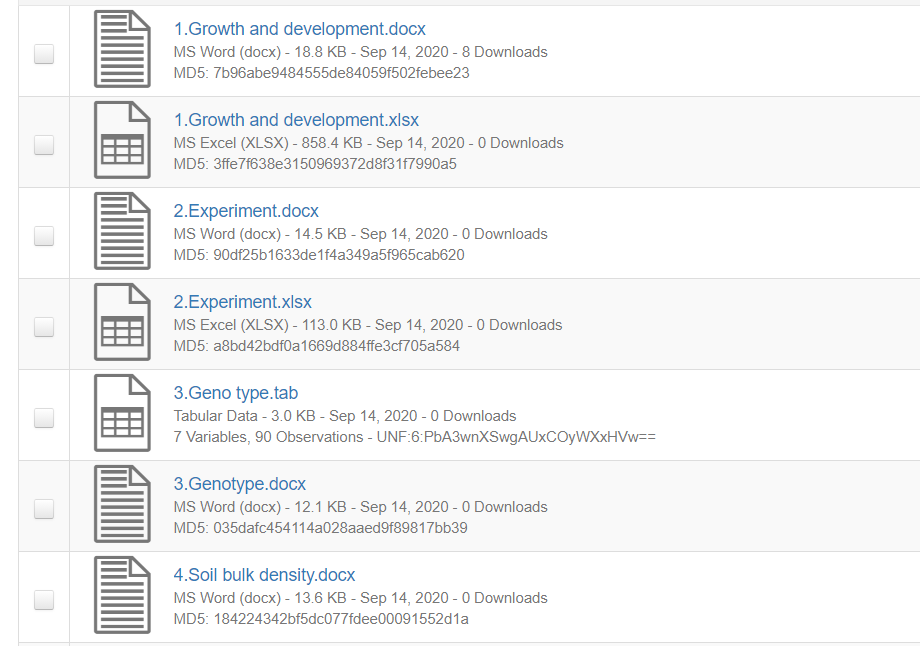 1.Growth and development.docx
MS Word (docx) - 18.8 KB - Sep 14, 2020 - 8 Downloads
MD5: 7b96abe9484555de84059f502febee23
1.Growth and development.xlsx
MS Excel (XLSX) - 858.4 KB - Sep 14, 2020 - 0 Downloads
MD5: 3ffe7f638e3150969372d8f31f7990a5
2.Experiment.docx
MS Word (docx) - 14.5 KB - Sep 14, 2020 - 0 Downloads
MD5: 90df25b1633de1f4a349a5f965cab620
2.Experiment.xlsx
MS Excel (XLSX) - 113.0 KB - Sep 14, 2020 - 0 Downloads
MD5: a8bd42bdf0a1669d884ffe3cf705a584
3.Geno type.tab
Tabular Data - 3.0 KB - Sep 14, 2020 - 0 Downloads
7 Variables, 90 Observations - UNF:6:PbA3wnXSwgAUxCOyWXxHVw==
3.Genotype.docx
MS Word (docx) - 12.1 KB - Sep 14, 2020 - 0 Downloads
MD5: 035dafc454114a028aaed9f89817bb39
4.Soil bulk density.docx
MS Word (docx) - 13.6 KB - Sep 14, 2020 - 0 Downloads
MD5: 184224342bf5dc077fdee00091552d1a